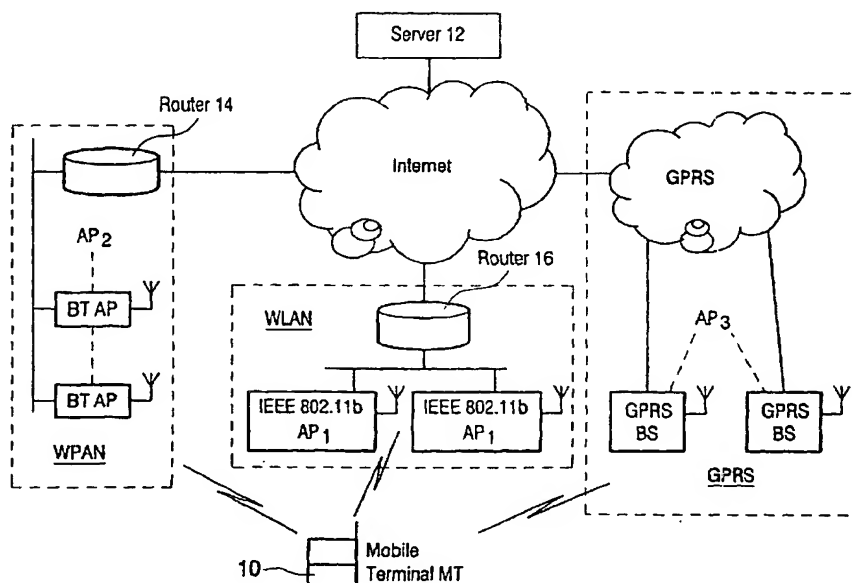 Server 12
Router 14
Internet
GPRS
AP2
Router 16
WLAN
AP3
BT AP
BT AP
IEEE 802.11b
AP1
IEEE 802.11b
AP1
GPRS
BS
GPRS
BS
WPAN
GPRS
10
Mobile
Terminal MT